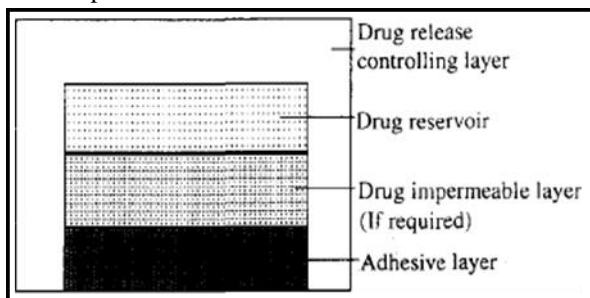 Drug release
controlling layer
Drug reservoir
Drug impermeable layer
(If required)
Adhesive layer